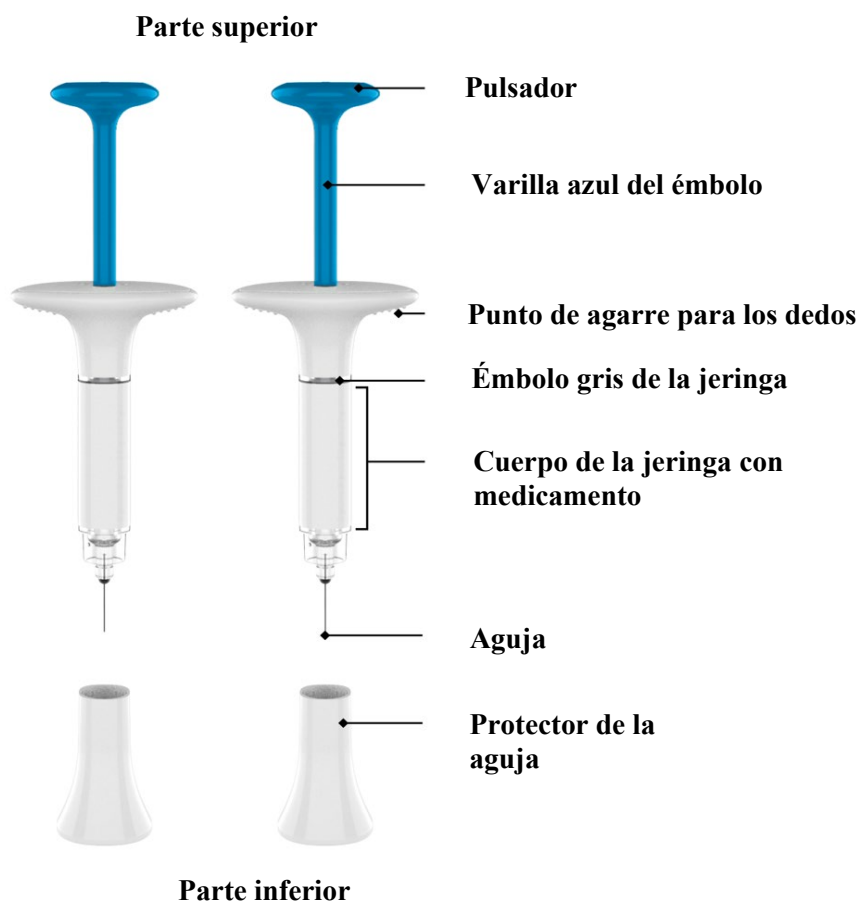 Parte superior
Pulsador
Varilla azul del émbolo
Punto de agarre para los dedos
Émbolo gris de la jeringa
Cuerpo de la jeringa con
medicamento
Aguja
Protector de la
aguja
Parte inferior